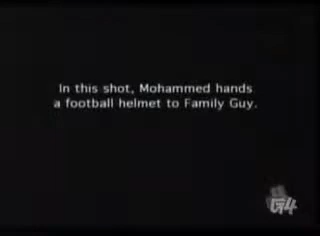 In this shot, Mohammed hands
a football helmet to Family Guy.
G4